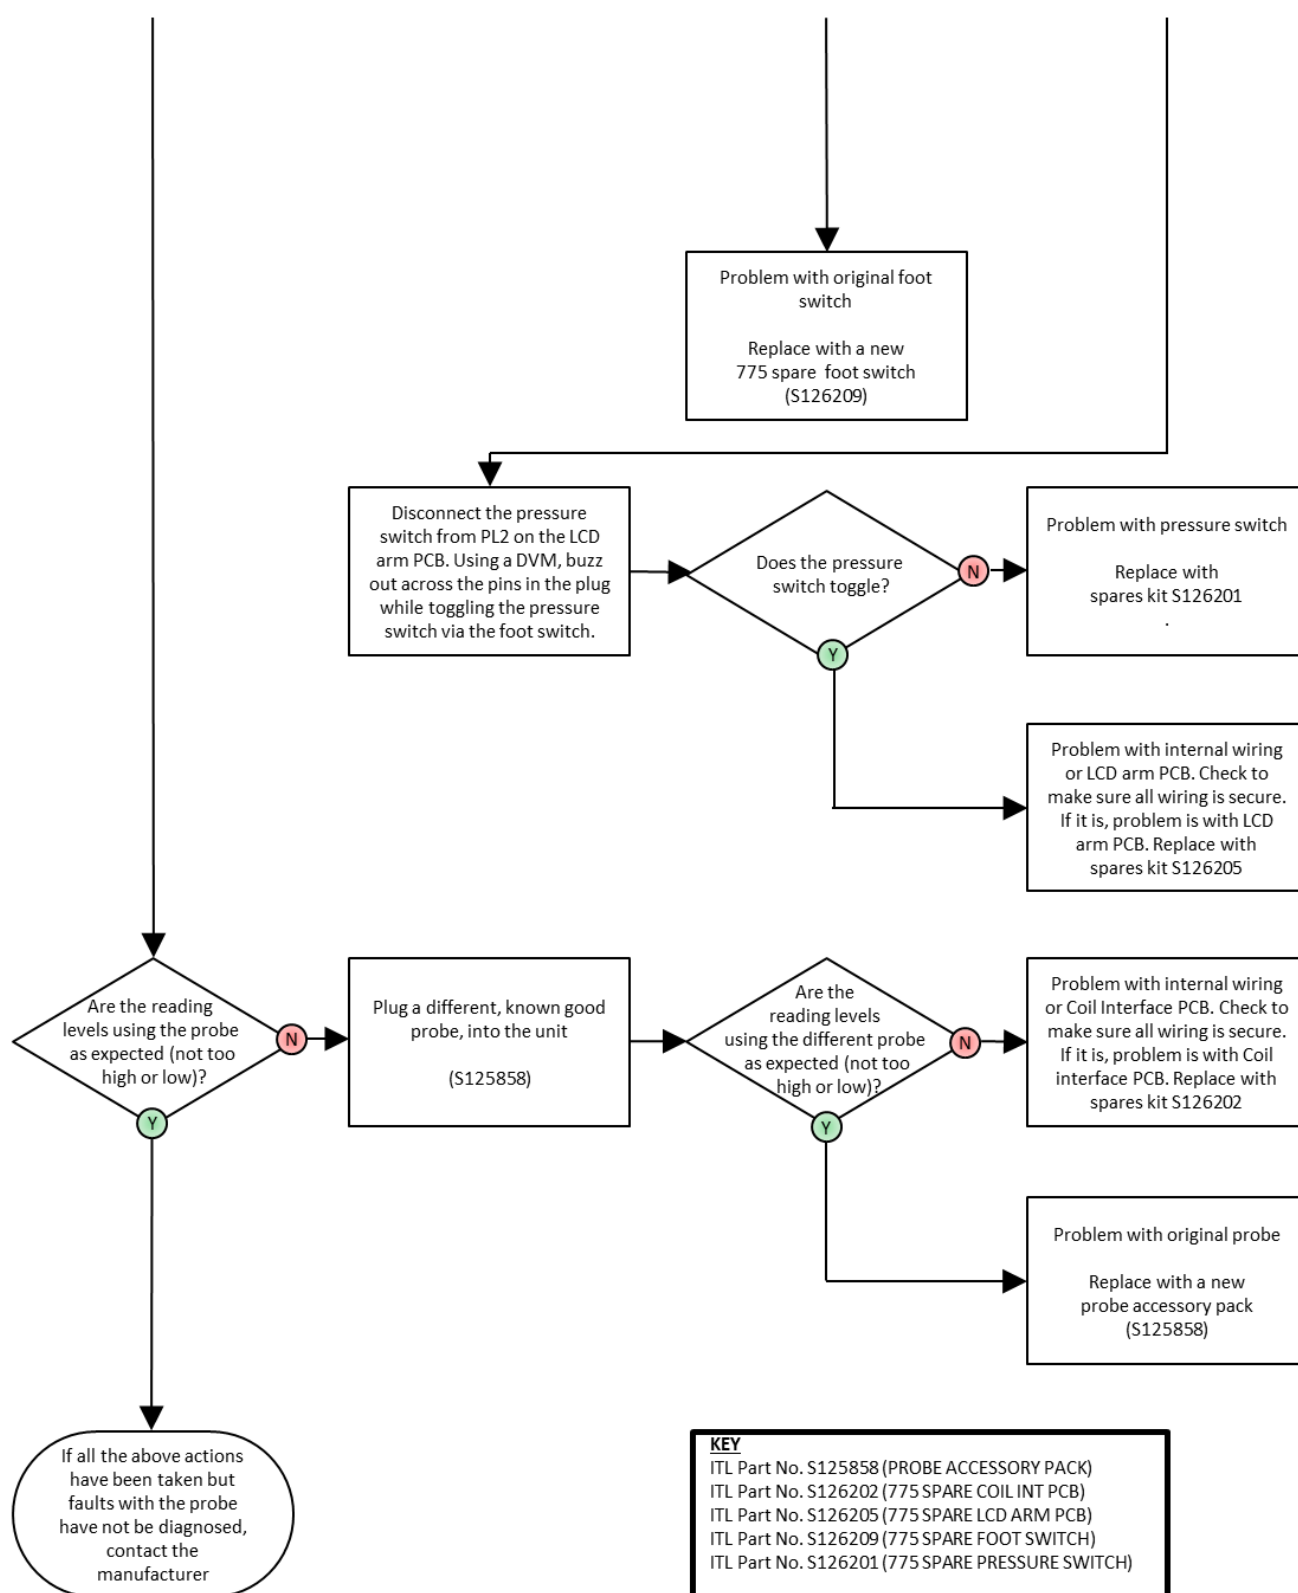 Problem with original foot
switch
Replace with a new
775 spare foot switch
(S126209)
Disconnect the pressure
switch from PL2 on the LCD
arm PCB. Using a DVM, buzz
out across the pins in the plug
while toggling the pressure
switch via the foot switch.
Does the pressure
switch toggle?
N
Y
Problem with pressure switch
Replace with
spares kit S126201
.
Problem with internal wiring
or LCD arm PCB. Check to
make sure all wiring is secure.
If it is, problem is with LCD
arm PCB. Replace with
spares kit S126205
Are the reading
levels using the probe
as expected (not too
high or low)?
N
Y
Plug a different, known good
probe, into the unit
(S125858)
Are the
reading levels
using the different probe
as expected (not too
high or low)?
N
Y
Problem with internal wiring
or Coil Interface PCB. Check to
make sure all wiring is secure.
If it is, problem is with Coil
interface PCB. Replace with
spares kit S126202
Problem with original probe
Replace with a new
probe accessory pack
(S125858)
If all the above actions
have been taken but
faults with the probe
have not be diagnosed,
contact the
manufacturer
KEY
ITL Part No. S125858 (PROBE ACCESSORY PACK)
ITL Part No. S126202 (775 SPARE COIL INT PCB)
ITL Part No. S126205 (775 SPARE LCD ARM PCB)
ITL Part No. S126209 (775 SPARE FOOT SWITCH)
ITL Part No. S126201 (775 SPARE PRESSURE SWITCH)